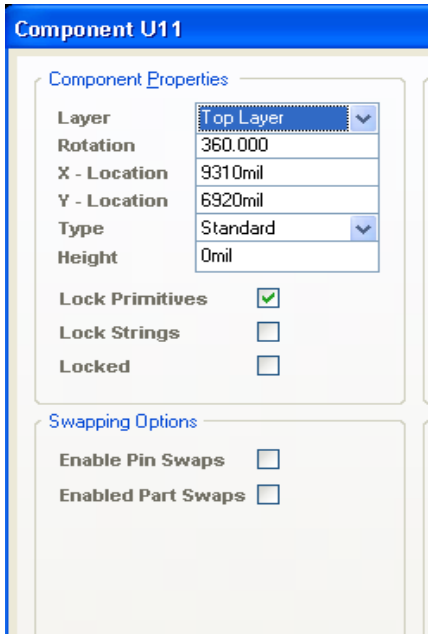 Component U11
Component Properties
Layer Top Layer
Rotation 360.000
X - Location 9310mil
Y - Location 6920mil
Type Standard
Height 0mil
Lock Primitives
Lock Strings
Locked
Swapping Options
Enable Pin Swaps
Enabled Part Swaps